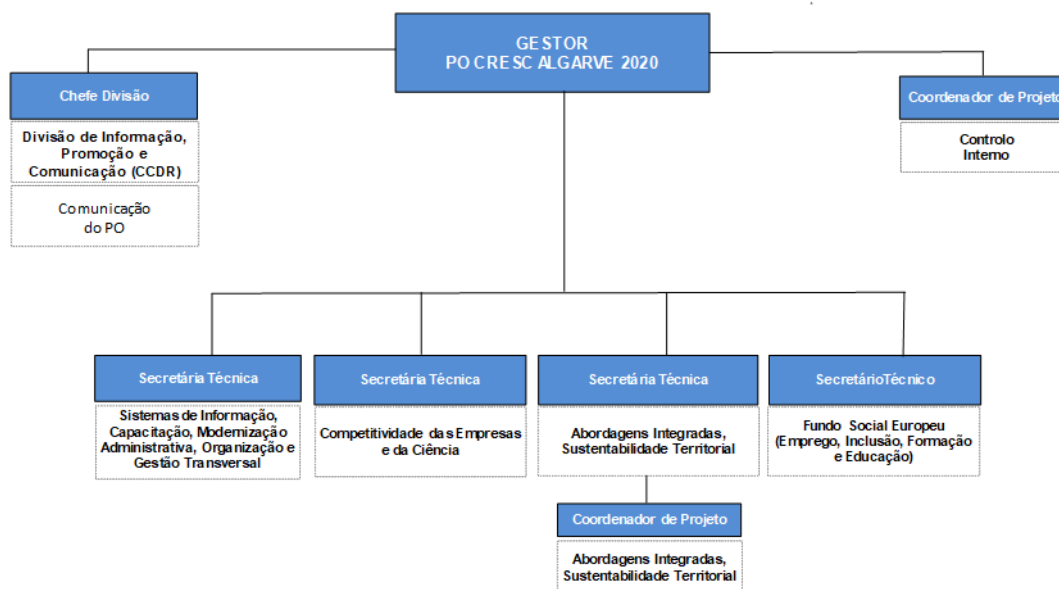 GESTOR
PO CRESC ALGARVE 2020
Chefe Divisão
Divisão de Informação,
Promoção e
Comunicação (CCDR)
Comunicação
do PO
Coordenador de Projeto
Controlo
Interno
Secretária Técnica
Sistemas de Informação,
Capacitação, Modernização
Administrativa, Organização e
Gestão Transversal
Secretária Técnica
Competitividade das Empresas
e da Ciência
Secretária Técnica
Abordagens Integradas,
Sustentabilidade Territorial
Coordenador de Projeto
Abordagens Integradas,
Sustentabilidade Territorial
SecretárioTécnico
Fundo Social Europeu
(Emprego, Inclusão, Formação
e Educação)